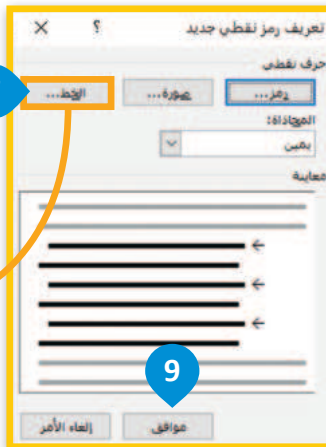 تعريف رمز نقطي جديد ? ×
حرف نقطي
رمز... صورة... الخط...
المحاذاة:
يمين
معاينة
9
موافق إلغاء الأمر